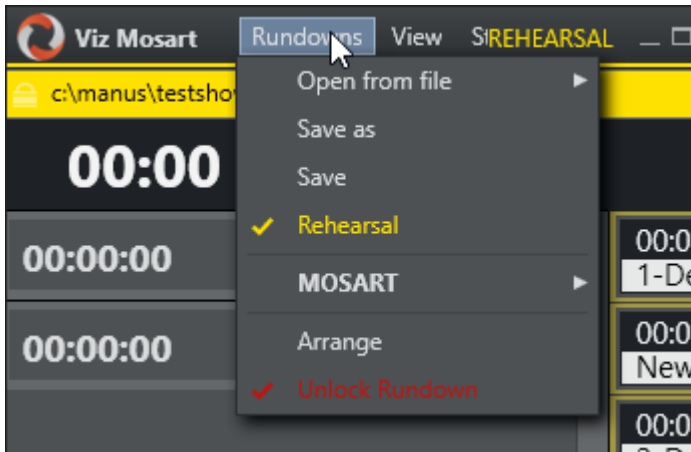 Viz Mosart Rundowns View REHEARSAL
c:\manus\testsho
Open from file
Save as
00:00
Save
Rehearsal
00:00:00
00:0
1-De
MOSART
00:00:00
Arrange
00:0
New
Unlock Rundown
00:0